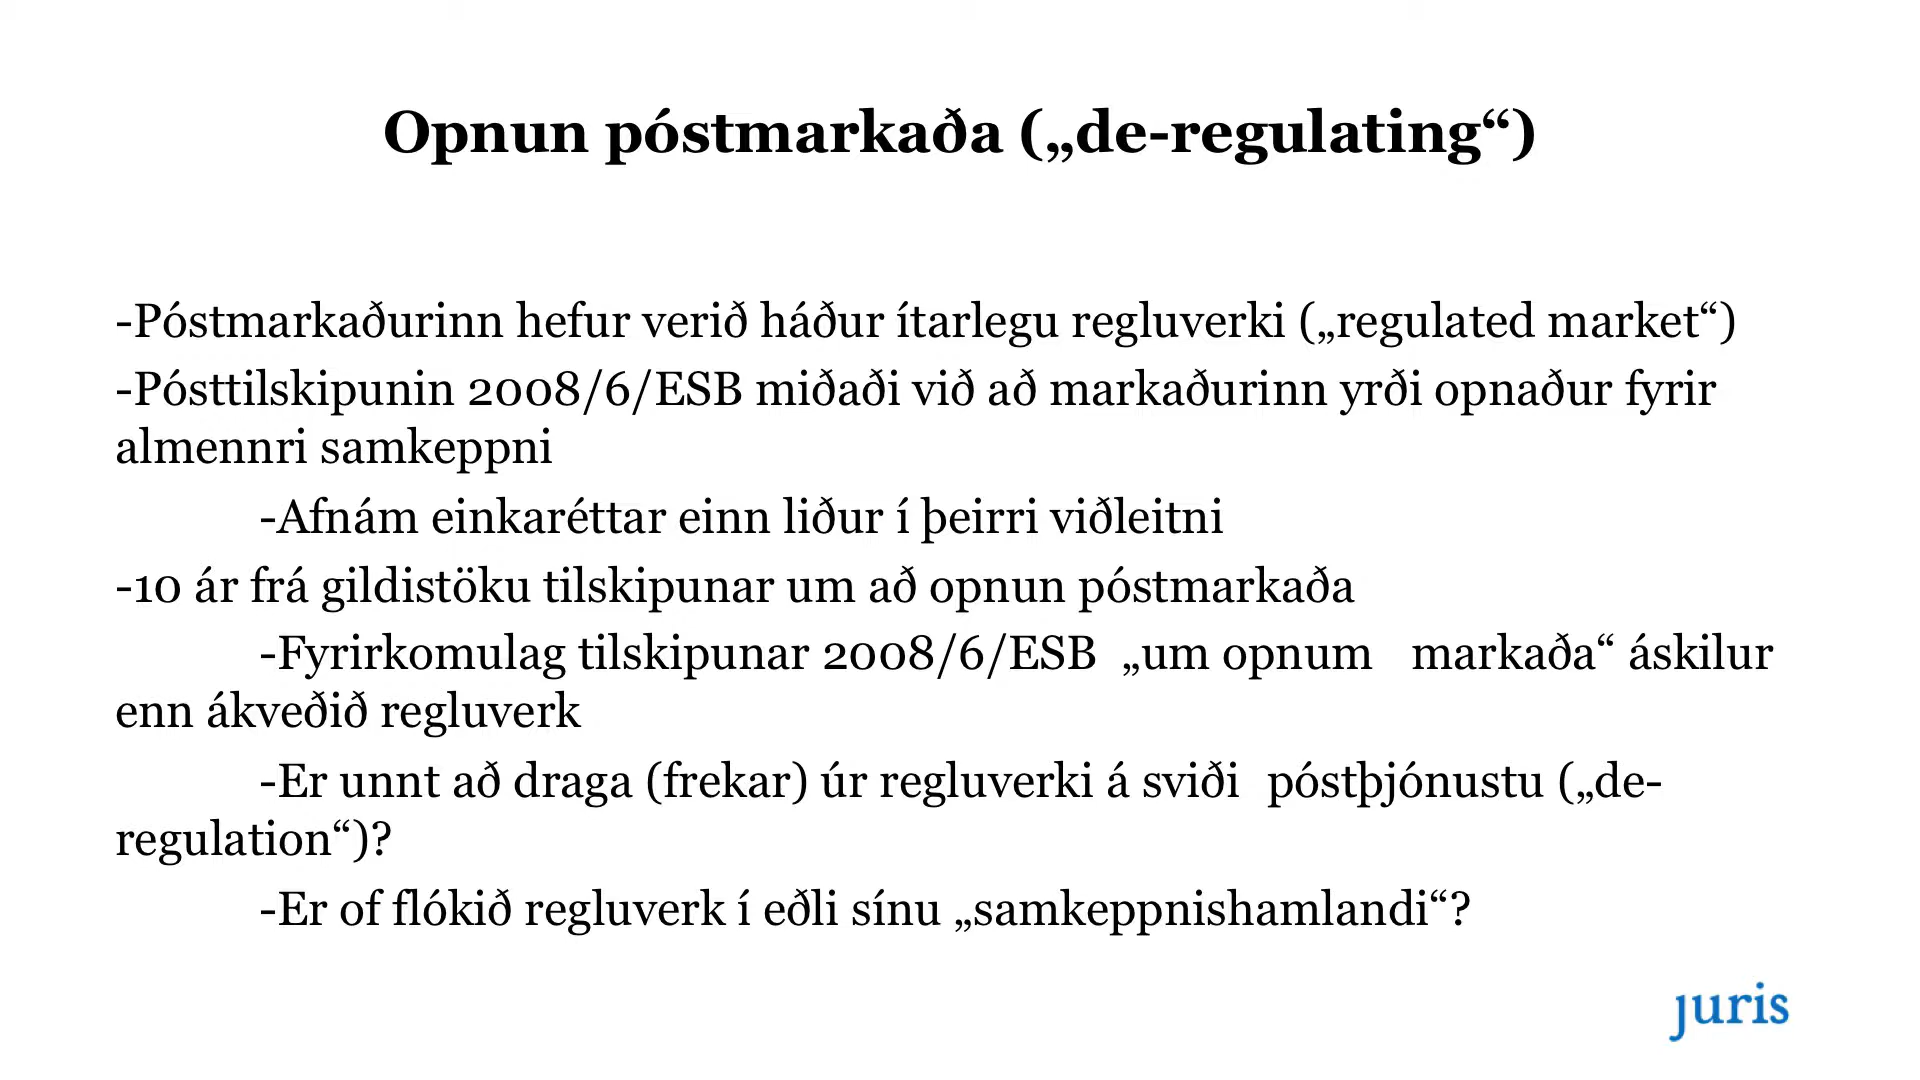 Opnun póstmarkaða („de-regulating“)
-Póstmarkaðurinn hefur verið háður ítarlegu regluverki („regulated market“)
-Pósttilskipunin 2008/6/ESB miðaði við að markaðurinn yrði opnaður fyrir
almennri samkeppni
-Afnám einkaréttar einn liður í þeirri viðleitni
-10 ár frá gildistöku tilskipunar um að opnun póstmarkaða
-Fyrirkomulag tilskipunar 2008/6/ESB „um opnum markaða“ áskilur
enn ákveðið regluverk
-Er unnt að draga (frekar) úr regluverki á sviði póstþjónustu („de-
regulation“)?
-Er of flókið regluverk í eðli sínu „samkeppnishamlandi“?
juris